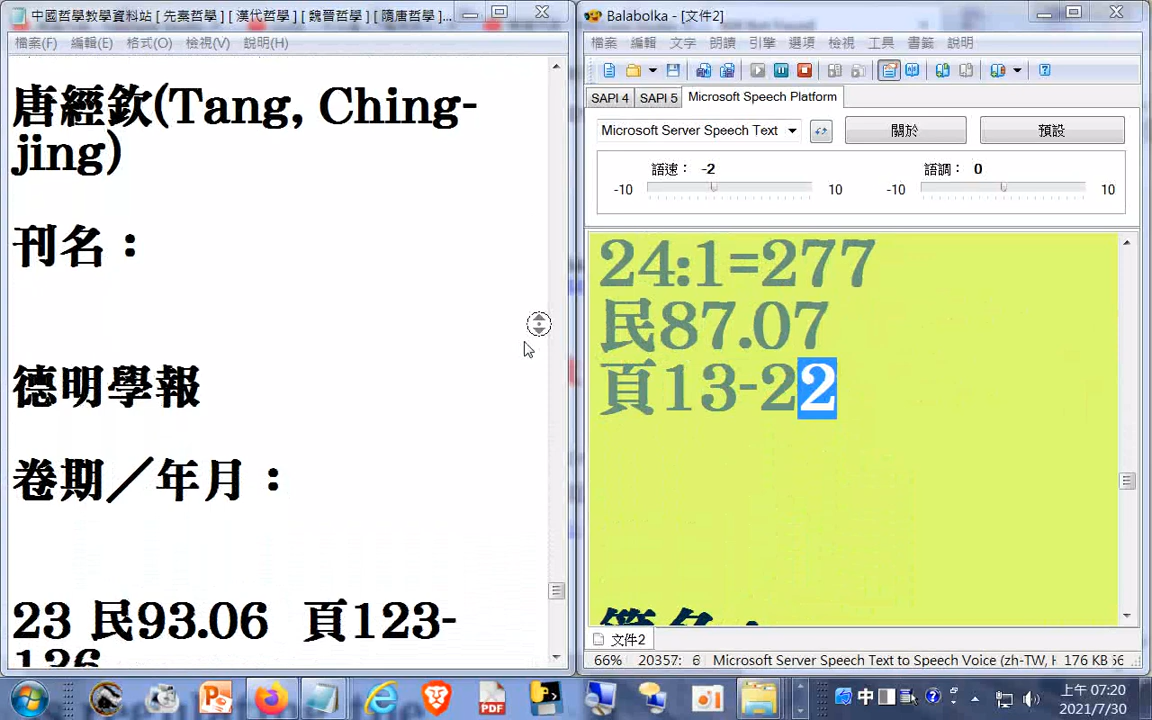 中國哲學教學資料站 [ 先秦哲學 ] [ 漢代哲學 ] [ 魏晉哲學 ] [ 隋唐哲學 ]...
檔案(F) 編輯(E) 格式(O) 檢視(V) 說明(H)
唐經欽(Tang, Ching-
jing)
刊名：
德明學報
卷期／年月：
23 民93.06 頁123-
136
Balabolka - [文件2]
檔案 編輯 文字 朗讀 引擎 選項 檢視 工具 書籤 說明
SAPI 4 SAPI 5 Microsoft Speech Platform
Microsoft Server Speech Text 關於 預設
語速： -2 語調： 0
-10 10 -10 10
24:1=277
民87.07
頁13-22
篇名：
文件2
66% 20357: 6 Microsoft Server Speech Text to Speech Voice (zh-TW, H 176 KB
中
上午 07:20
2021/7/30